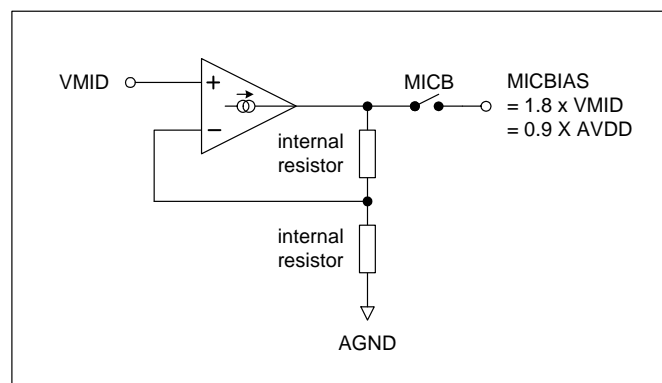 VMID
+
−
MICB
MICBIAS
= 1.8 x VMID
= 0.9 X AVDD
internal
resistor
internal
resistor
AGND